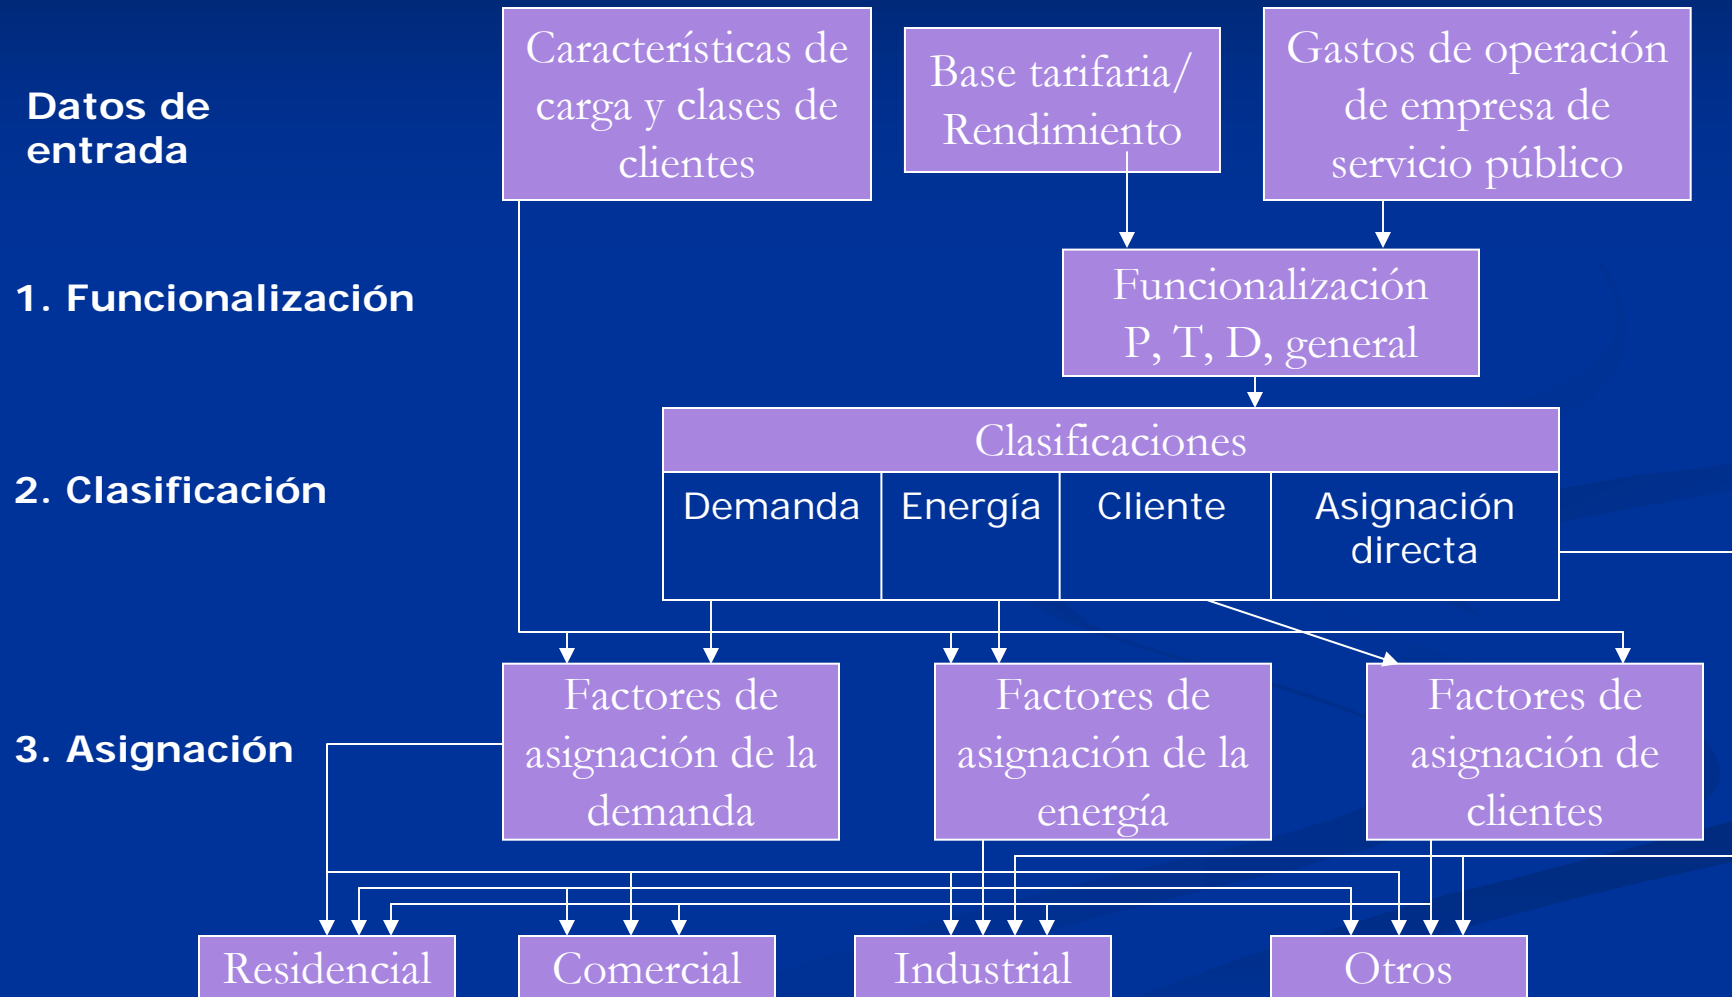 Datos de
entrada
Características de
carga y clases de
clientes
Base tarifaria/
Rendimiento
Gastos de operación
de empresa de
servicio público
1. Funcionalización
Funcionalización
P, T, D, general
2. Clasificación
Clasificaciones
Demanda
Energía
Cliente
Asignación
directa
3. Asignación
Factores de
asignación de la
demanda
Factores de
asignación de la
energía
Factores de
asignación de
clientes
Residencial
Comercial
Industrial
Otros